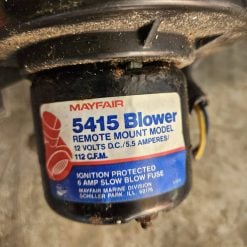 MAYFAIR
5415 Blower
REMOTE MOUNT MODEL
12 VOLTS D.C./5.5 AMPERES/
112 C.F.M.
IGNITION PROTECTED
6 AMP SLOW BLOW FUSE
MAYFAIR MARINE DIVISION
SCHILLER PARK, ILL. 60176